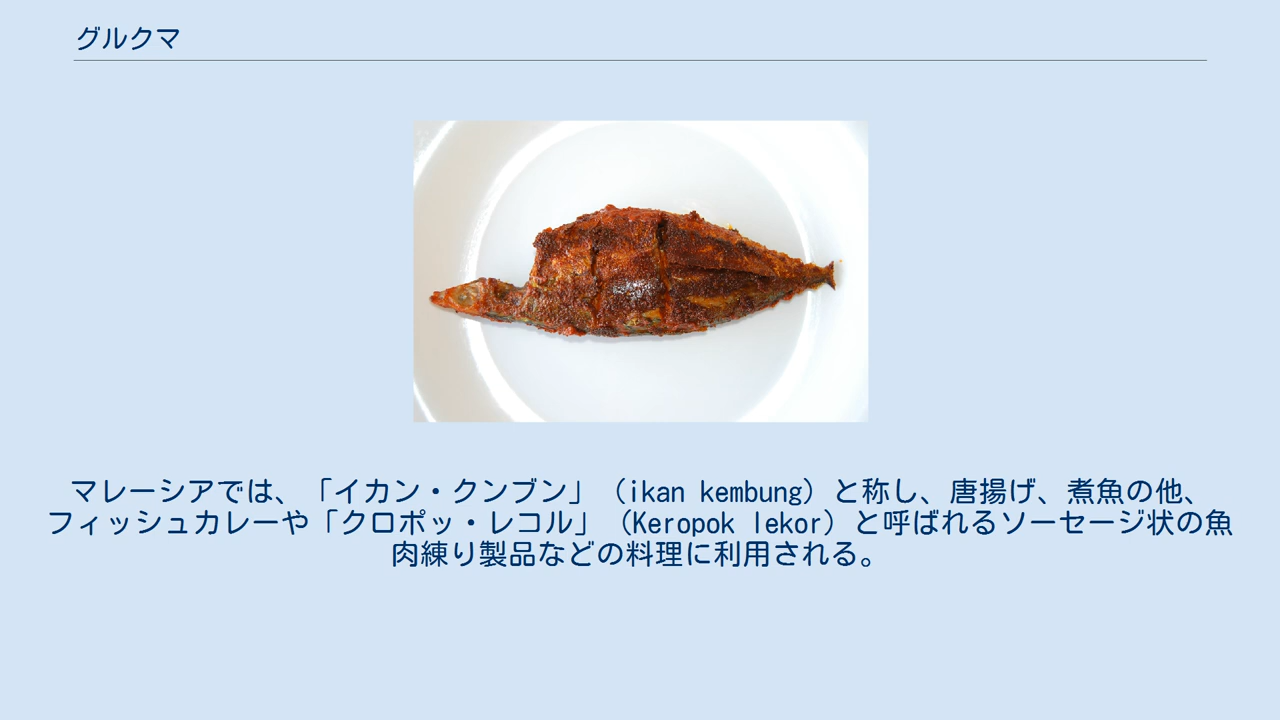 グルクマ
マレーシアでは、「イカン・クンブン」（ikan kembung）と称し、唐揚げ、煮魚の他、
フィッシュカレーや「クロポッ・レコル」（Keropok lekor）と呼ばれるソーセージ状の魚
肉練り製品などの料理に利用される。